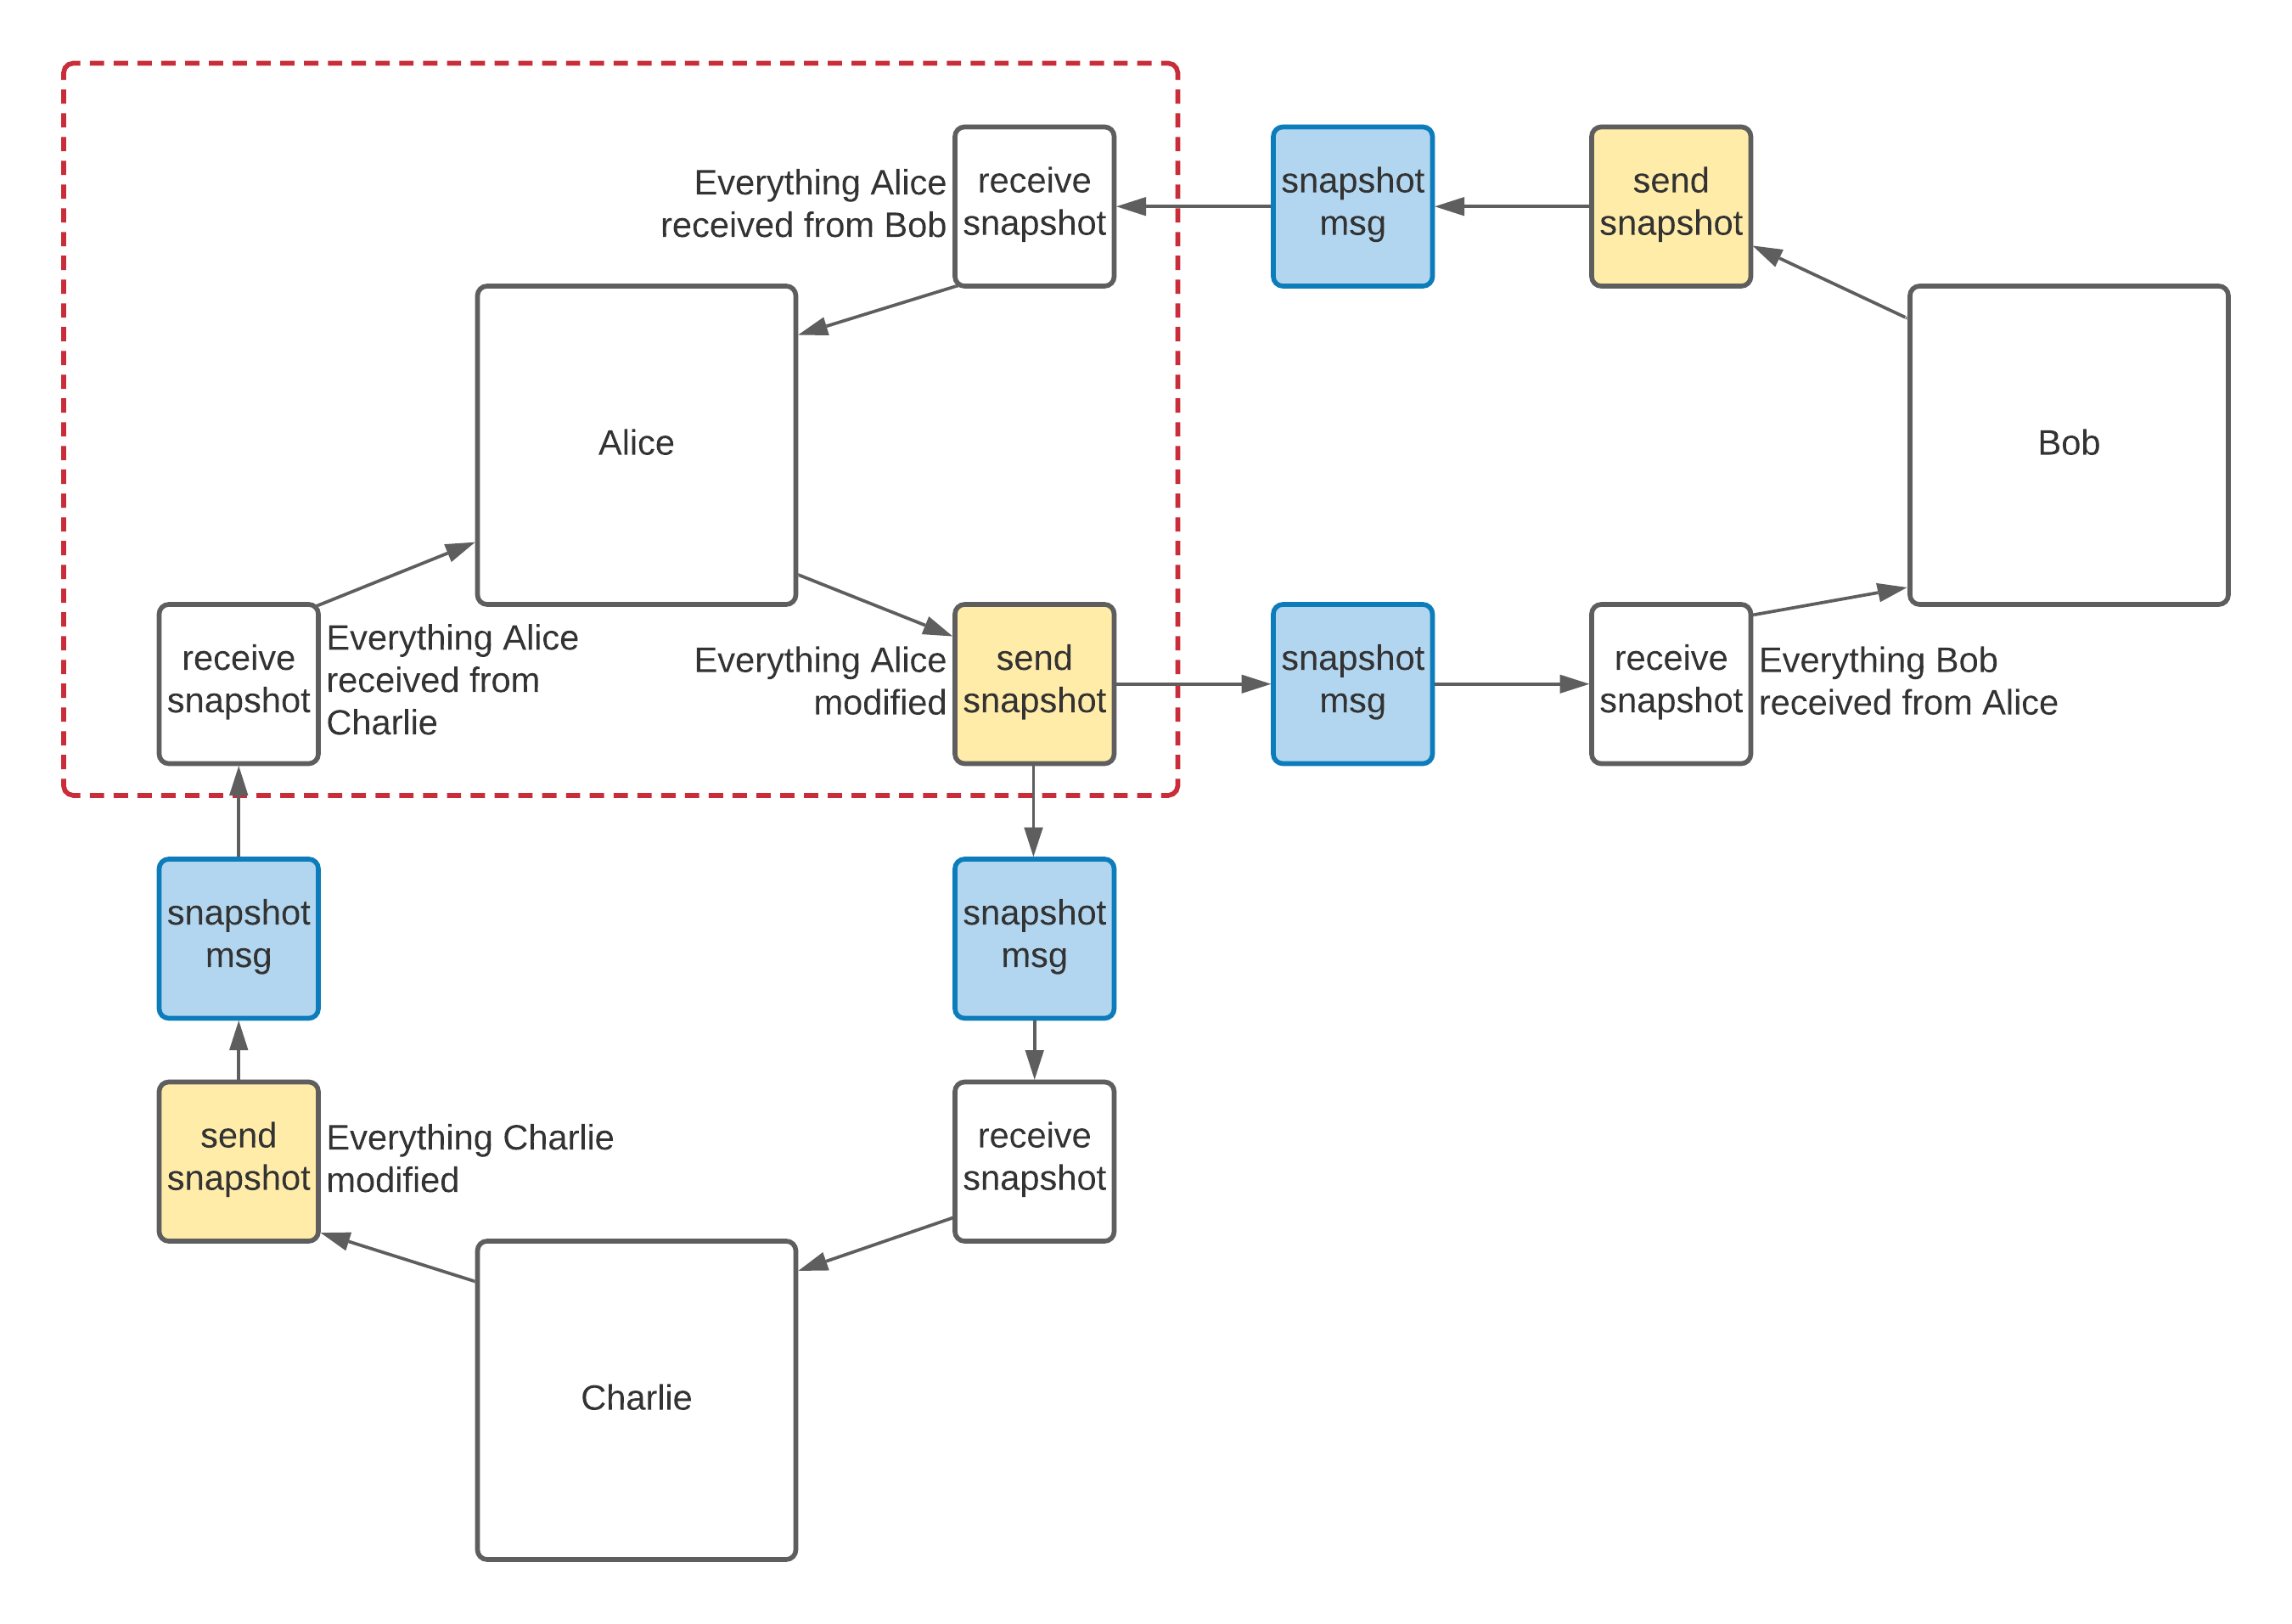 Everything Alice
received from Bob
receive
snapshot
snapshot
msg
send
snapshot
Alice
Bob
receive
snapshot
Everything Alice
received from
Charlie
Everything Alice
modified
send
snapshot
snapshot
msg
receive
snapshot
Everything Bob
received from Alice
snapshot
msg
snapshot
msg
send
snapshot
Everything Charlie
modified
receive
snapshot
Charlie